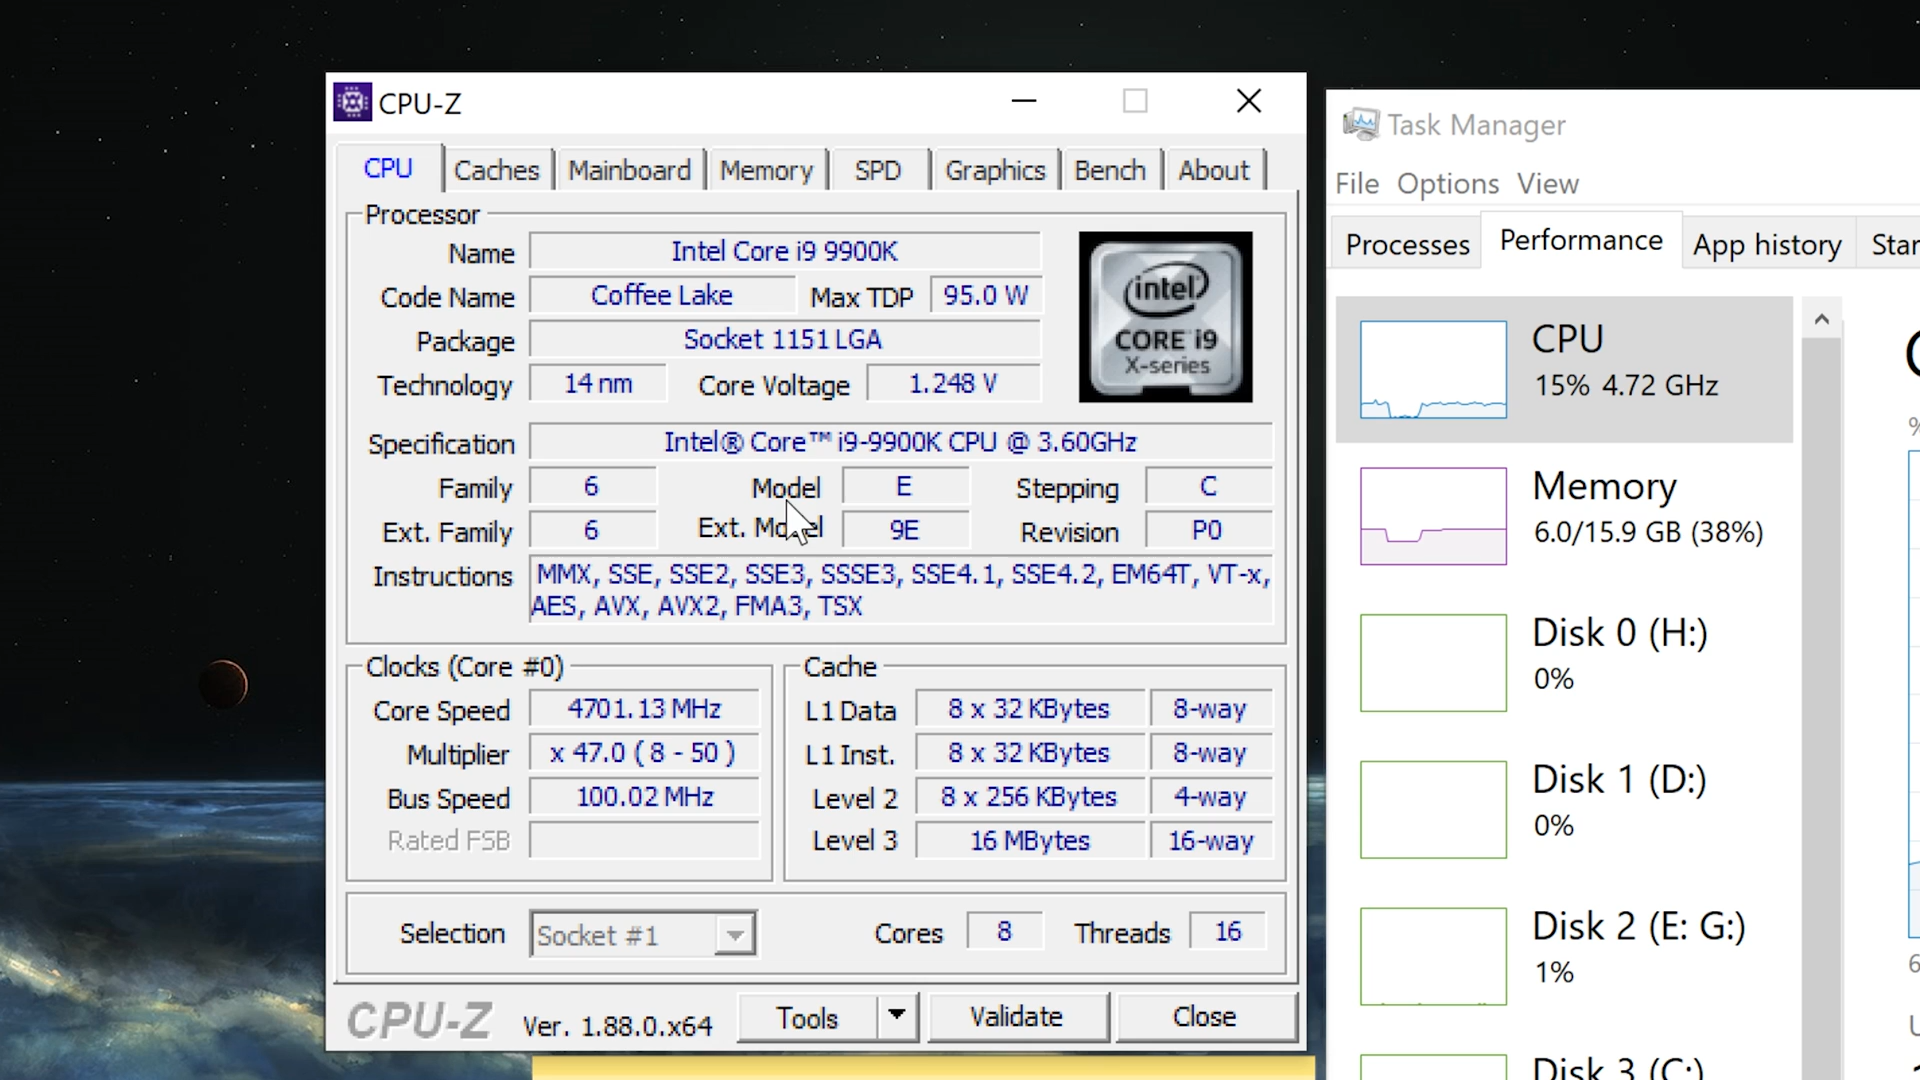 CPU-Z
CPU Caches Mainboard Memory SPD Graphics Bench About
Processor
Name Intel Core i9 9900K
Code Name Coffee Lake Max TDP 95.0 W
Package Socket 1151 LGA
Technology 14 nm Core Voltage 1.248 V
intel
CORE i9
X-series
Specification Intel® Core™ i9-9900K CPU @ 3.60GHz
Family 6 Model E Stepping C
Ext. Family 6 Ext. Model 9E Revision P0
Instructions MMX, SSE, SSE2, SSE3, SSSE3, SSE4.1, SSE4.2, EM64T, VT-x,
AES, AVX, AVX2, FMA3, TSX
Clocks (Core #0)
Core Speed 4701.13 MHz
Multiplier x 47.0 ( 8 - 50 )
Bus Speed 100.02 MHz
Rated FSB
Cache
L1 Data 8 x 32 KBytes 8-way
L1 Inst. 8 x 32 KBytes 8-way
Level 2 8 x 256 KBytes 4-way
Level 3 16 MBytes 16-way
Selection Socket #1 Cores 8 Threads 16
CPU-Z Ver. 1.88.0.x64 Tools Validate Close
Task Manager
File Options View
Processes Performance App history Star
CPU
15% 4.72 GHz
Memory
6.0/15.9 GB (38%)
Disk 0 (H:)
0%
Disk 1 (D:)
0%
Disk 2 (E: G:)
1%
Disk 3 (C:)